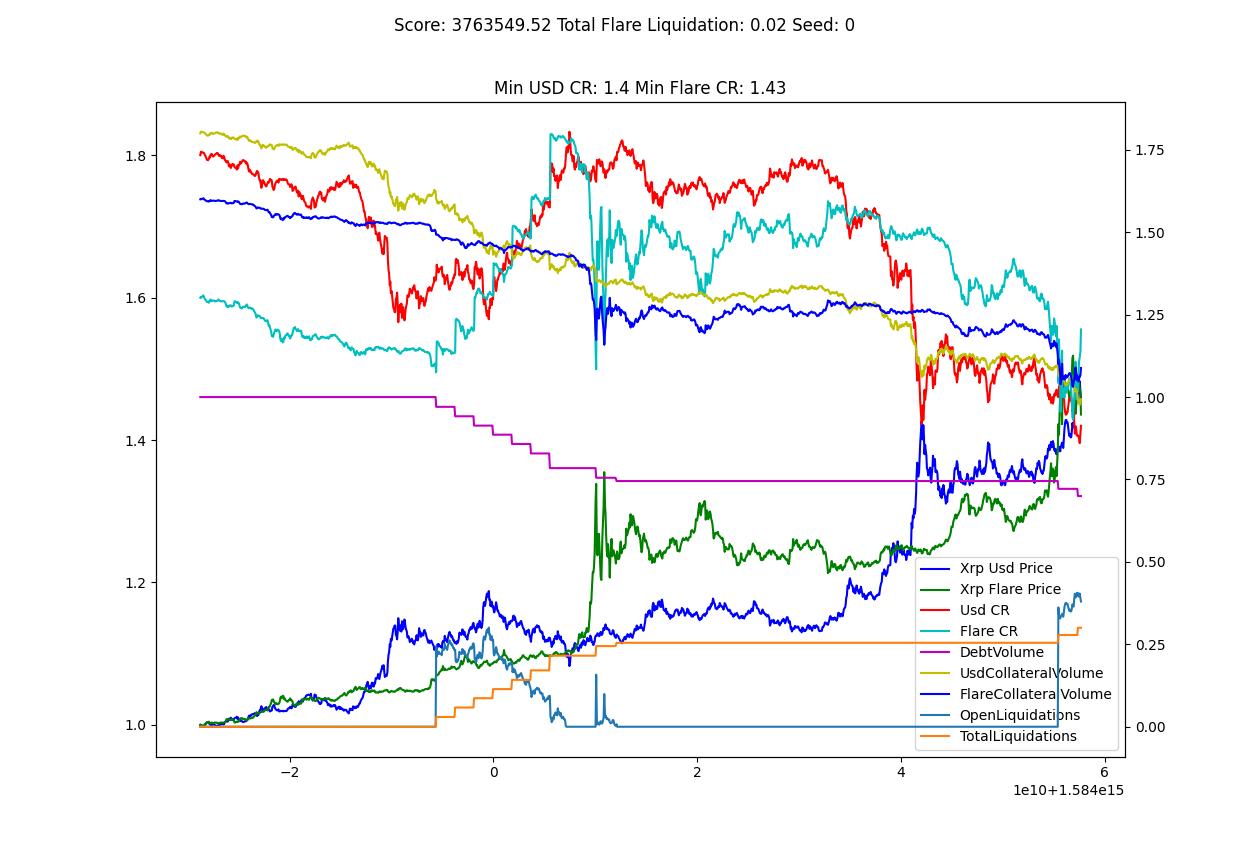 Score: 3763549.52 Total Flare Liquidation: 0.02 Seed: 0
Min USD CR: 1.4 Min Flare CR: 1.43
1.8
1.6
1.4
1.2
1.0
1.75
1.50
1.25
1.00
0.75
0.50
0.25
0.00
Xrp Usd Price
Xrp Flare Price
Usd CR
Flare CR
DebtVolume
UsdCollateralVolume
FlareCollateralVolume
OpenLiquidations
TotalLiquidations
−2
0
2
4
6
1e10+1.584e15